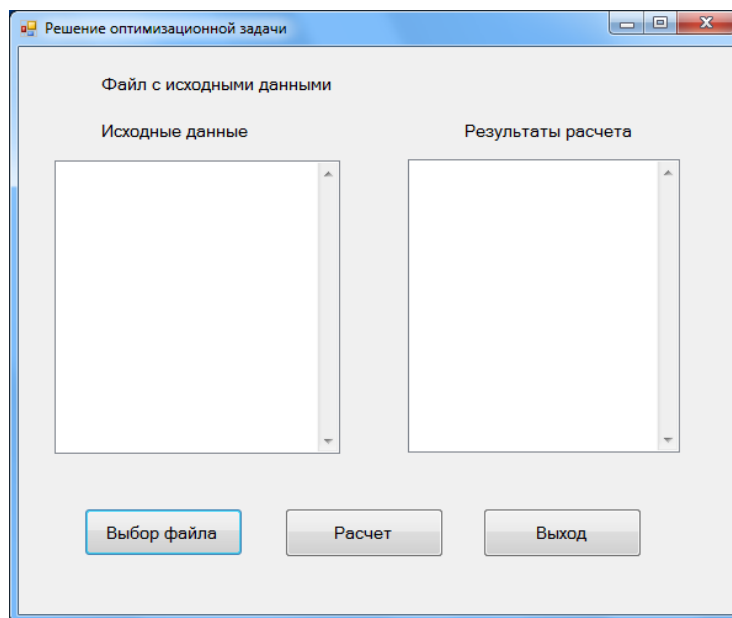 Решение оптимизационной задачи
Файл с исходными данными
Исходные данные
Результаты расчета
Выбор файла
Расчет
Выход